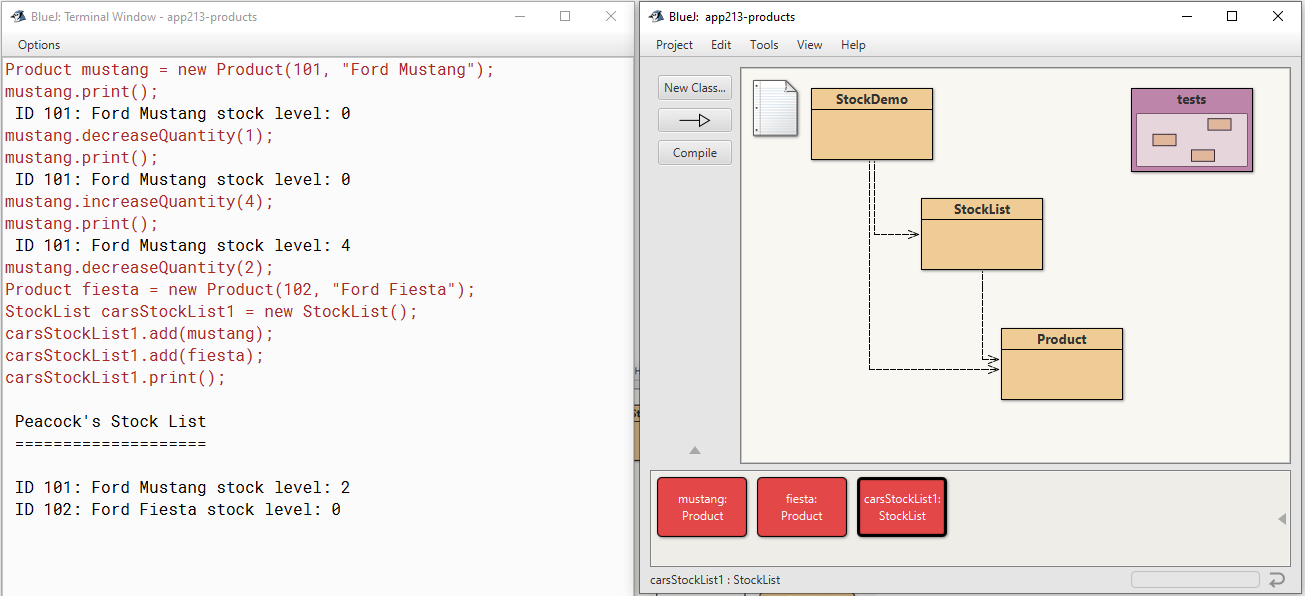 BlueJ: Terminal Window - app213-products
Options
Product mustang = new Product(101, "Ford Mustang");
mustang.print();
ID 101: Ford Mustang stock level: 0
mustang.decreaseQuantity(1);
mustang.print();
ID 101: Ford Mustang stock level: 0
mustang.increaseQuantity(4);
mustang.print();
ID 101: Ford Mustang stock level: 4
mustang.decreaseQuantity(2);
Product fiesta = new Product(102, "Ford Fiesta");
StockList carsStockList1 = new StockList();
carsStockList1.add(mustang);
carsStockList1.add(fiesta);
carsStockList1.print();
Peacock's Stock List
====================
ID 101: Ford Mustang stock level: 2
ID 102: Ford Fiesta stock level: 0
BlueJ: app213-products
Project Edit Tools View Help
New Class...
Compile
StockDemo
tests
StockList
Product
mustang:
Product
fiesta:
Product
carsStockList1:
StockList
carsStockList1 : StockList